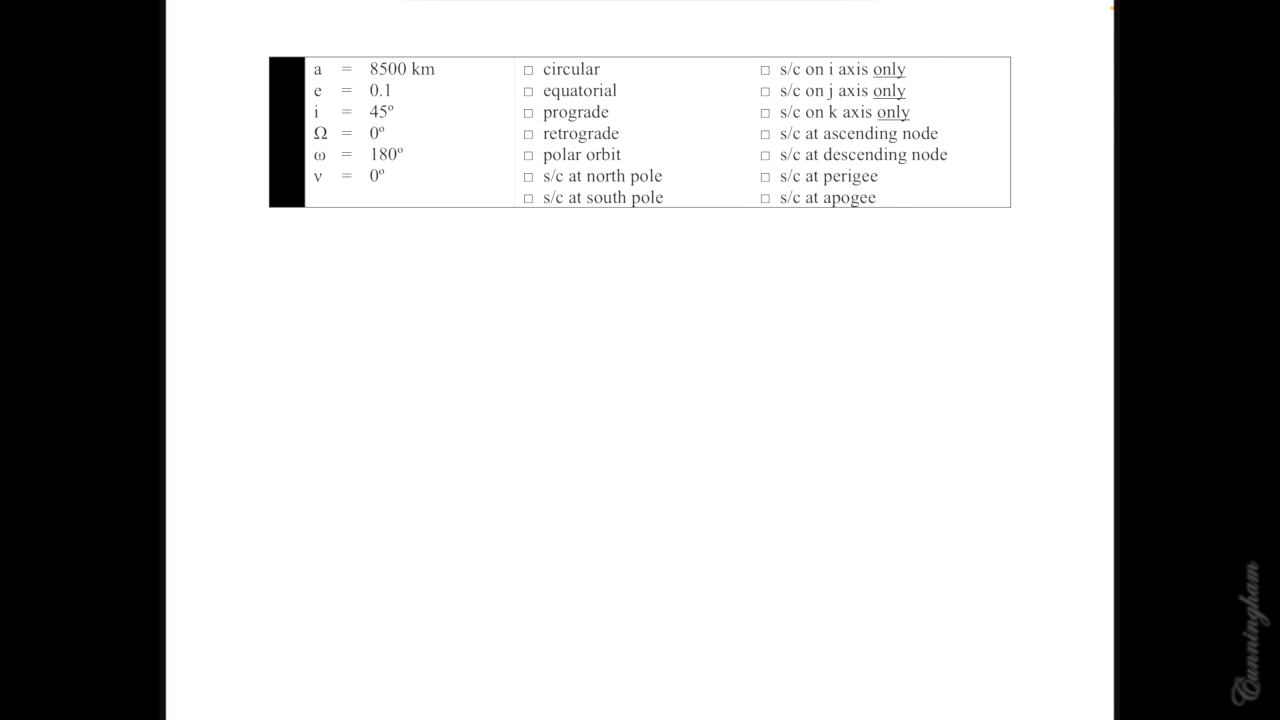 a = 8500 km
e = 0.1
i = 45º
Ω = 0º
ω = 180º
ν = 0º
□ circular
□ equatorial
□ prograde
□ retrograde
□ polar orbit
□ s/c at north pole
□ s/c at south pole
□ s/c on i axis only
□ s/c on j axis only
□ s/c on k axis only
□ s/c at ascending node
□ s/c at descending node
□ s/c at perigee
□ s/c at apogee
Cunningham